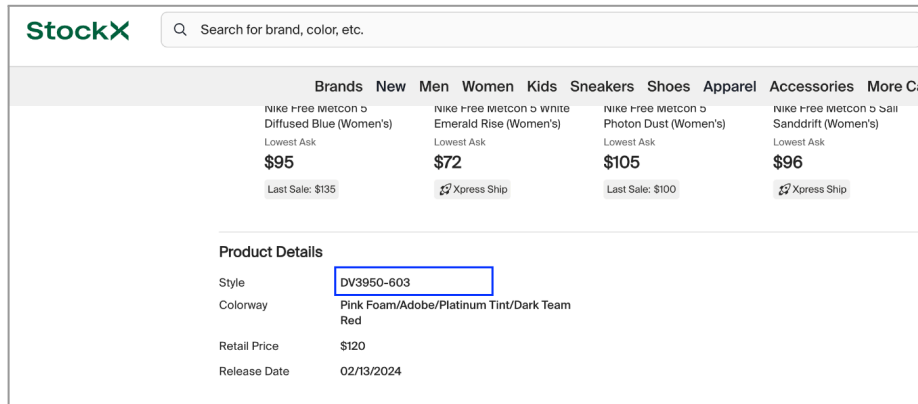 StockX
Search for brand, color, etc.
Brands New Men Women Kids Sneakers Shoes Apparel Accessories More Ca
Nike Free Metcon 5 Nike Free Metcon 5 White Nike Free Metcon 5 Nike Free Metcon 5 Sail
Diffused Blue (Women's) Emerald Rise (Women's) Photon Dust (Women's) Sanddrift (Women's)
Lowest Ask Lowest Ask Lowest Ask Lowest Ask
$95 $72 $105 $96
Last Sale: $135 Xpress Ship Last Sale: $100 Xpress Ship
Product Details
Style DV3950-603
Colorway Pink Foam/Adobe/Platinum Tint/Dark Team
Red
Retail Price $120
Release Date 02/13/2024